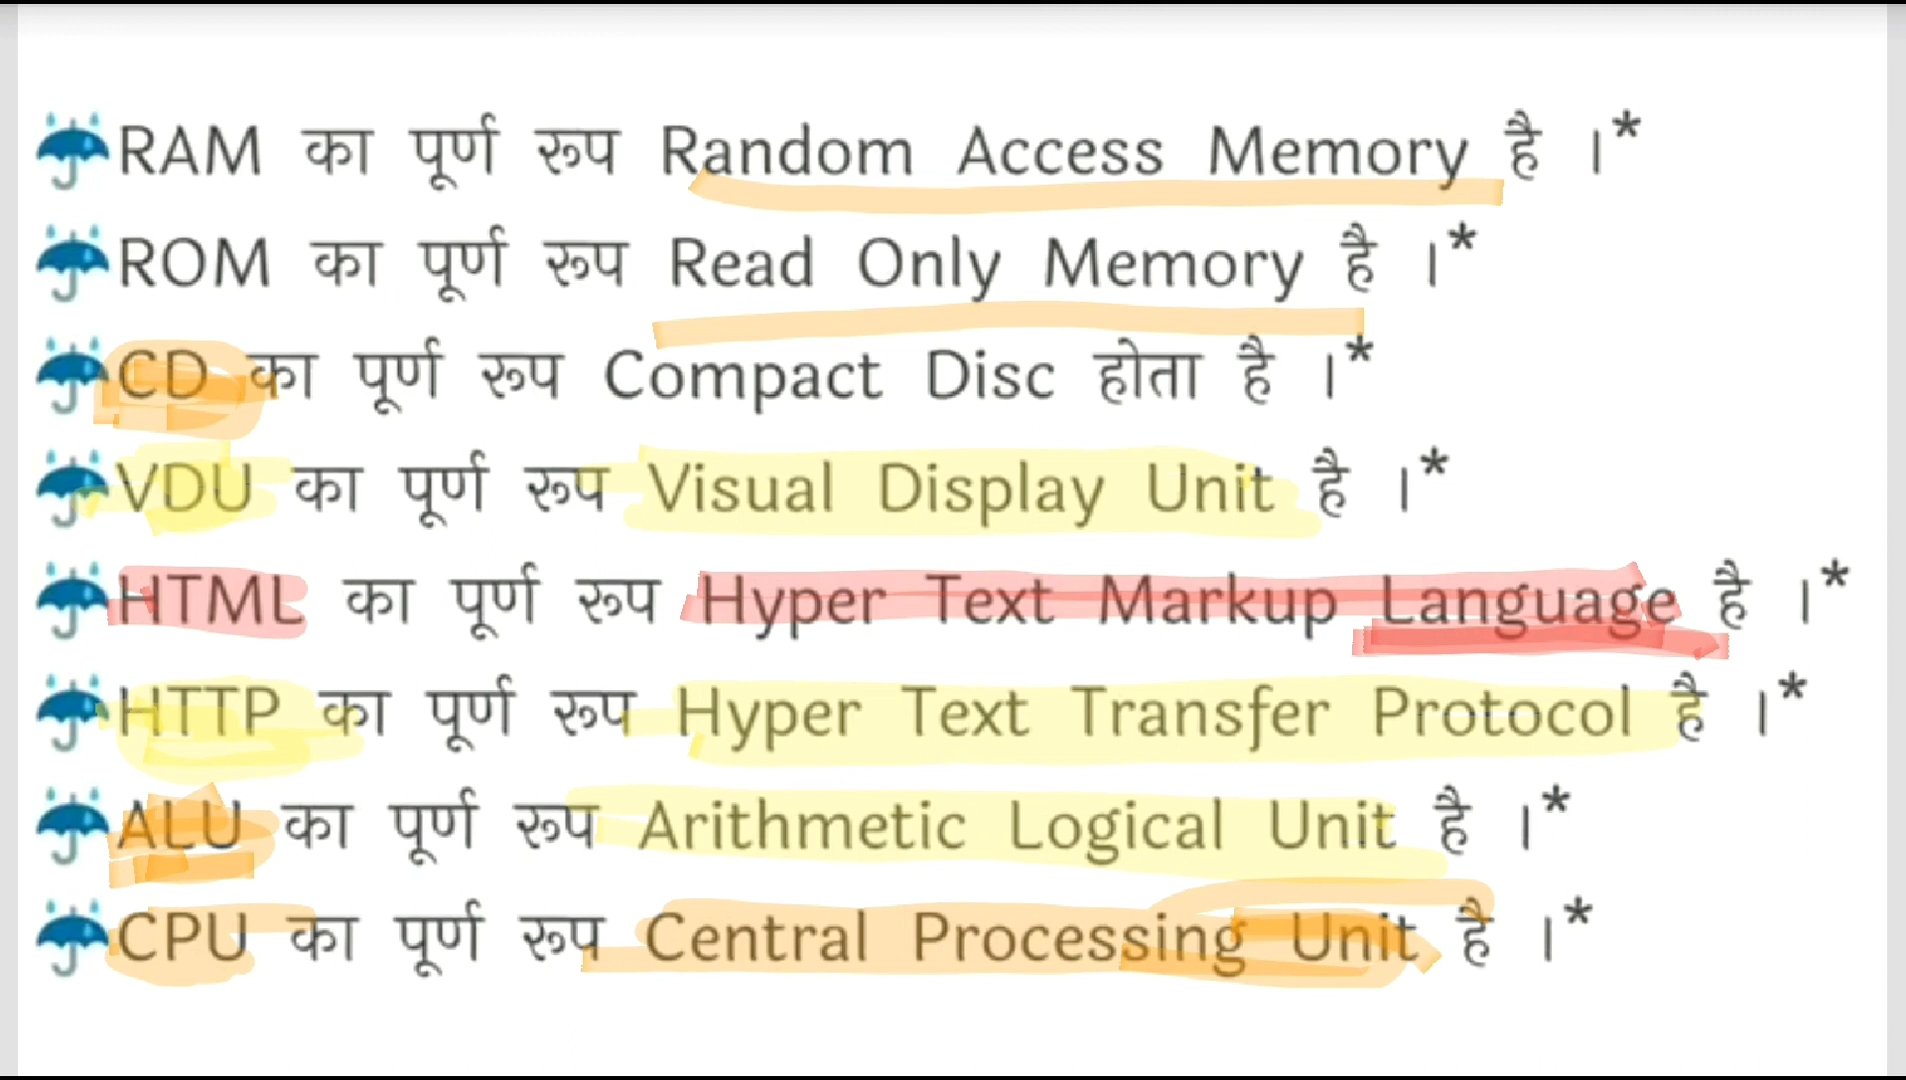 ☔RAM का पूर्ण रूप Random Access Memory है ।*
☔ROM का पूर्ण रूप Read Only Memory है ।*
☔CD का पूर्ण रूप Compact Disc होता है ।*
☔VDU का पूर्ण रूप Visual Display Unit है ।*
☔HTML का पूर्ण रूप Hyper Text Markup Language है ।*
☔HTTP का पूर्ण रूप Hyper Text Transfer Protocol है ।*
☔ALU का पूर्ण रूप Arithmetic Logical Unit है ।*
☔CPU का पूर्ण रूप Central Processing Unit है ।*